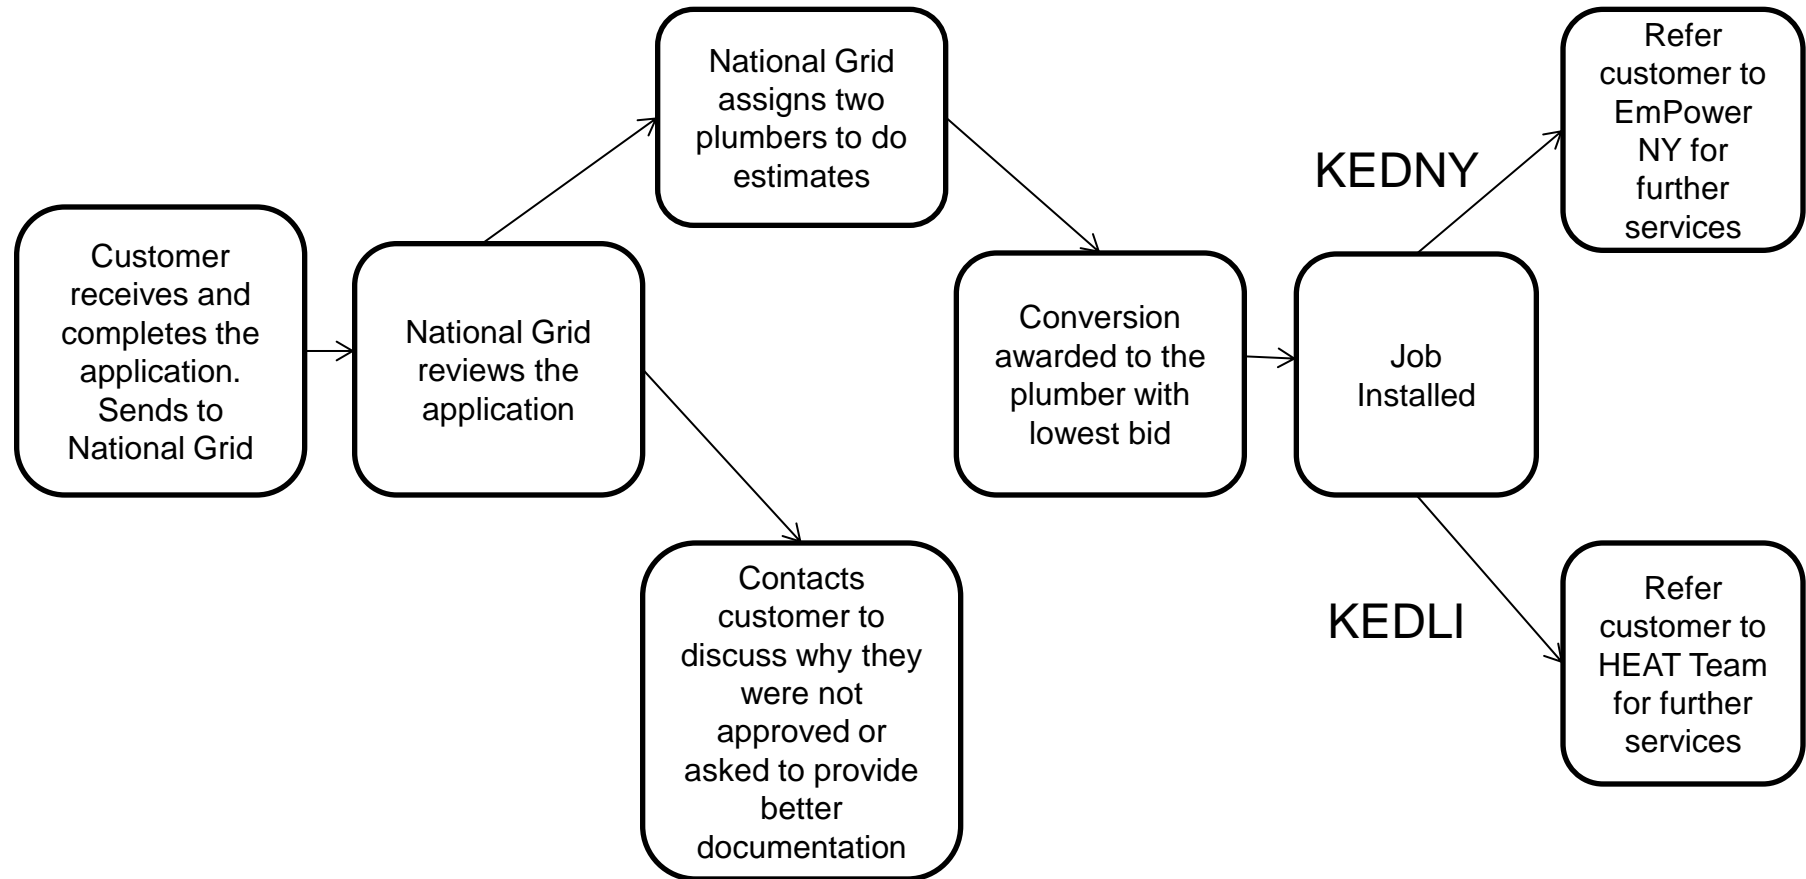 Customer
receives and
completes the
application.
Sends to
National Grid
National Grid
reviews the
application
National Grid
assigns two
plumbers to do
estimates
Contacts
customer to
discuss why they
were not
approved or
asked to provide
better
documentation
Conversion
awarded to the
plumber with
lowest bid
Job
Installed
KEDNY
Refer
customer to
EmPower
NY for
further
services
KEDLI
Refer
customer to
HEAT Team
for further
services